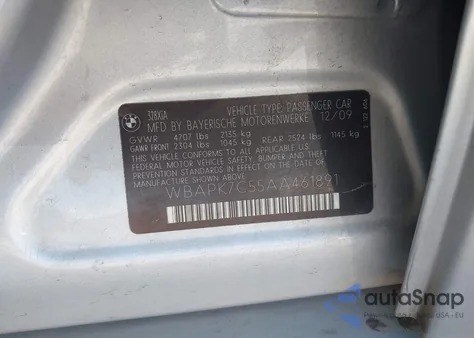 BMW
328XiA
VEHICLE TYPE: PASSENGER CAR
MFD BY BAYERISCHE MOTORENWERKE 12/09
GVWR 4707 lbs 2135 kg
GAWR FRONT 2304 lbs 1045 kg GAWR REAR 2524 lbs 1145 kg
THIS VEHICLE CONFORMS TO ALL APPLICABLE
FEDERAL MOTOR VEHICLE SAFETY, BUMPER,
AND THEFT PREVENTION STANDARDS
IN EFFECT ON THE DATE OF
MANUFACTURE SHOWN ABOVE
WBAPK7C55AA461891
autoSnap